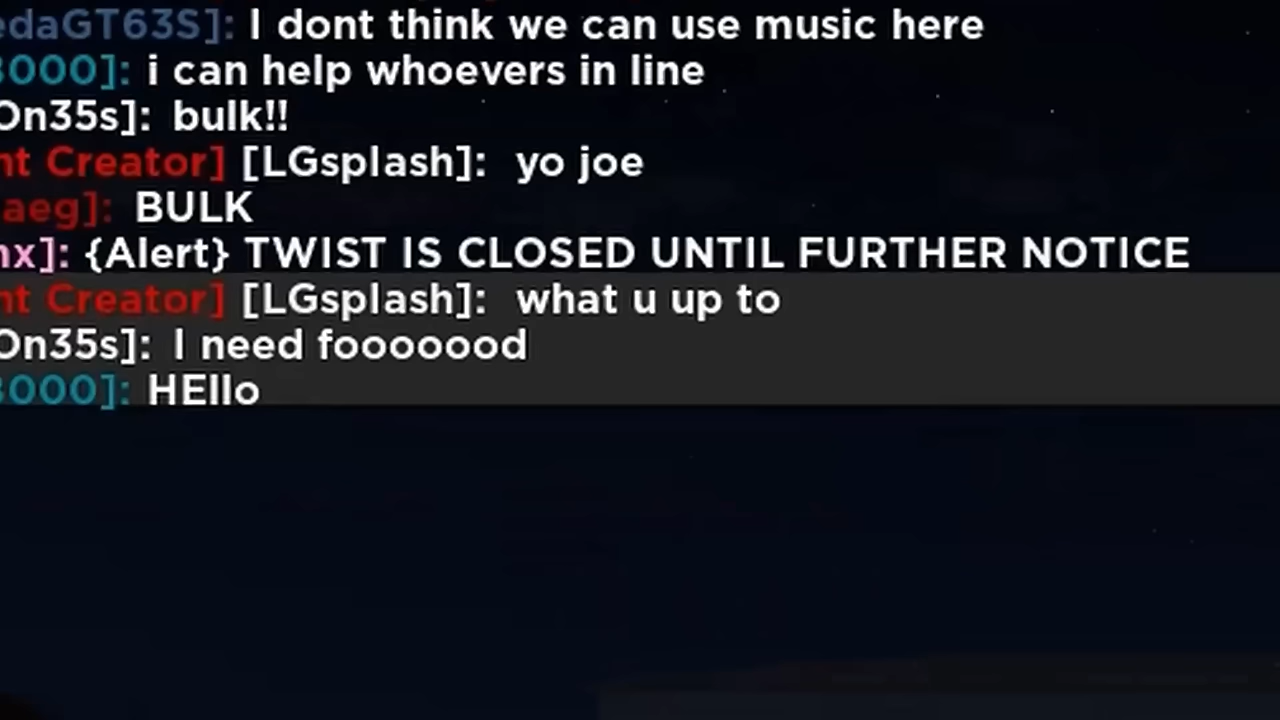 edaGT63S]: I dont think we can use music here
3000]: i can help whoevers in line
On35s]: bulk!!
nt Creator] [LGsplash]: yo joe
aeg]: BULK
nx]: {Alert} TWIST IS CLOSED UNTIL FURTHER NOTICE
nt Creator] [LGsplash]: what u up to
On35s]: I need fooooood
3000]: HEllo